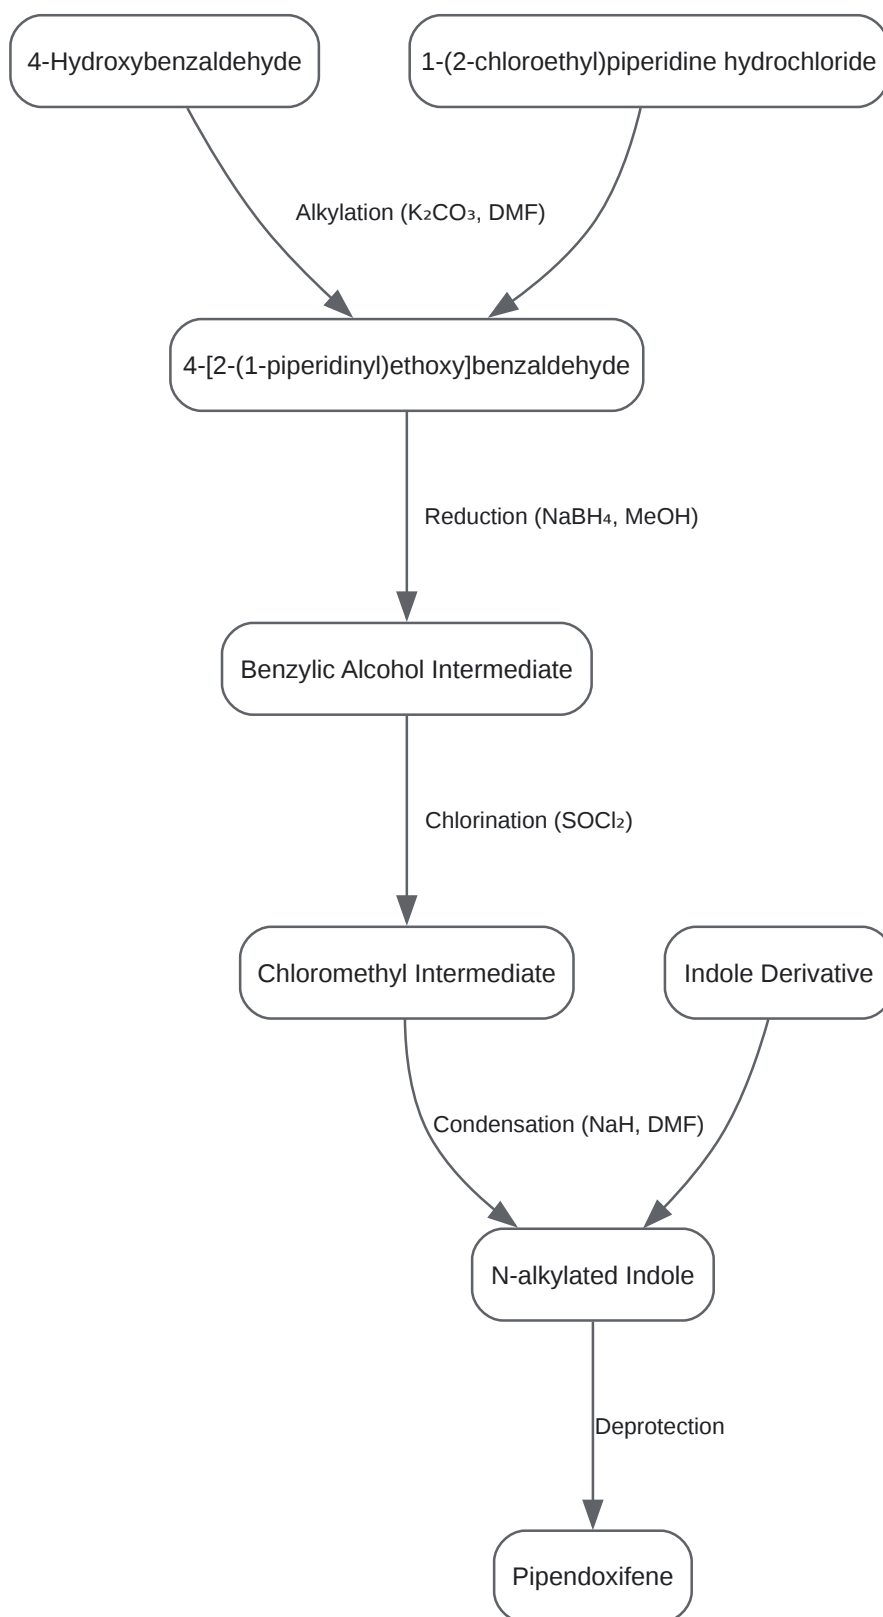 4-Hydroxybenzaldehyde
1-(2-chloroethyl)piperidine hydrochloride
Alkylation (K₂CO₃, DMF)
4-[2-(1-piperidinyl)ethoxy]benzaldehyde
Reduction (NaBH₄, MeOH)
Benzylic Alcohol Intermediate
Chlorination (SOCl₂)
Chloromethyl Intermediate
Indole Derivative
Condensation (NaH, DMF)
N-alkylated Indole
Deprotection
Pipendoxifene